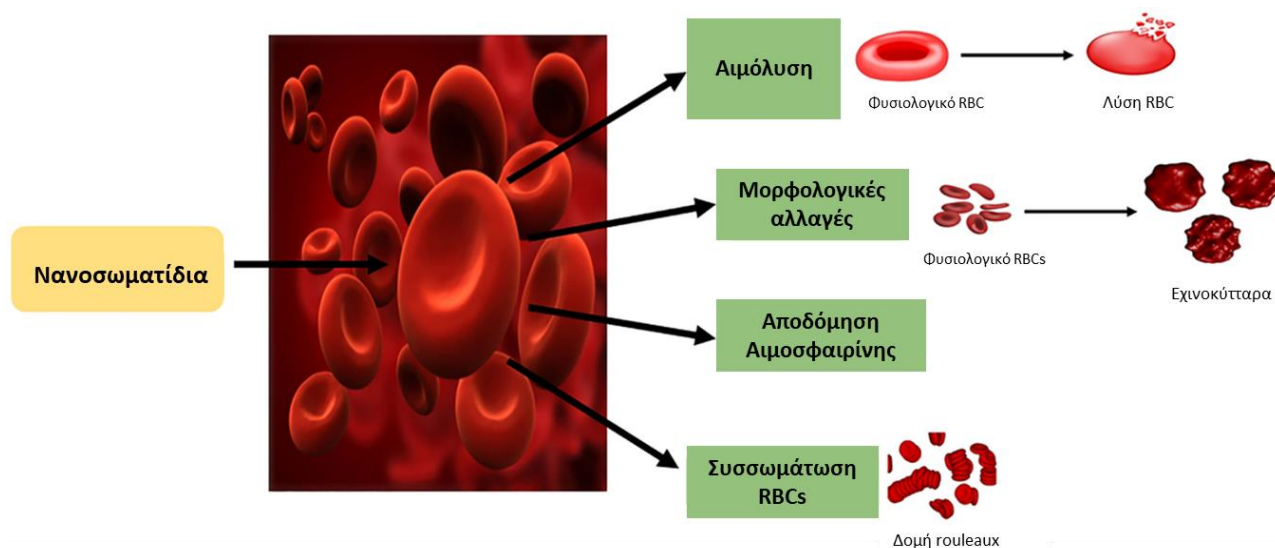 Νανοσωματίδια
Αιμόλυση
Φυσιολογικό RBC
Λύση RBC
Μορφολογικές
αλλαγές
Φυσιολογικό RBCs
Εχινοκύτταρα
Αποδόμηση
Αιμοσφαιρίνης
Συσσωμάτωση
RBCs
Δομή rouleaux